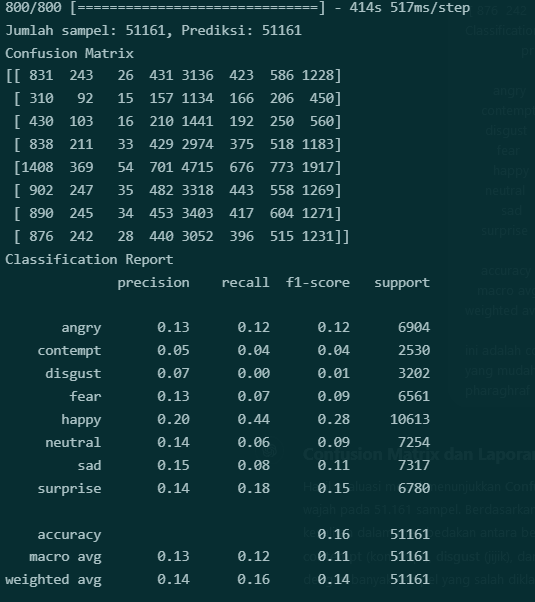 800/800 [==============================] - 414s 517ms/step
Jumlah sampel: 51161, Prediksi: 51161
Confusion Matrix
[[ 831  243   26  431 3136  423  586 1228]
 [ 310   92   15  157 1134  166  206  450]
 [ 430  103   16  210 1441  192  250  560]
 [ 838  211   33  429 2974  375  518 1183]
 [1408  369   54  701 4715  676  773 1917]
 [ 902  247   35  482 3318  443  558 1269]
 [ 890  245   34  453 3403  417  604 1271]
 [ 876  242   28  440 3052  396  515 1231]]
Classification Report
              precision    recall  f1-score   support

       angry       0.13      0.12      0.12      6904
    contempt       0.05      0.04      0.04      2530
     disgust       0.07      0.00      0.01      3202
        fear       0.13      0.07      0.09      6561
       happy       0.20      0.44      0.28     10613
     neutral       0.14      0.06      0.09      7254
         sad       0.15      0.08      0.11      7317
    surprise       0.14      0.18      0.15      6780

    accuracy                           0.16     51161
   macro avg       0.13      0.12      0.11     51161
weighted avg       0.14      0.16      0.14     51161